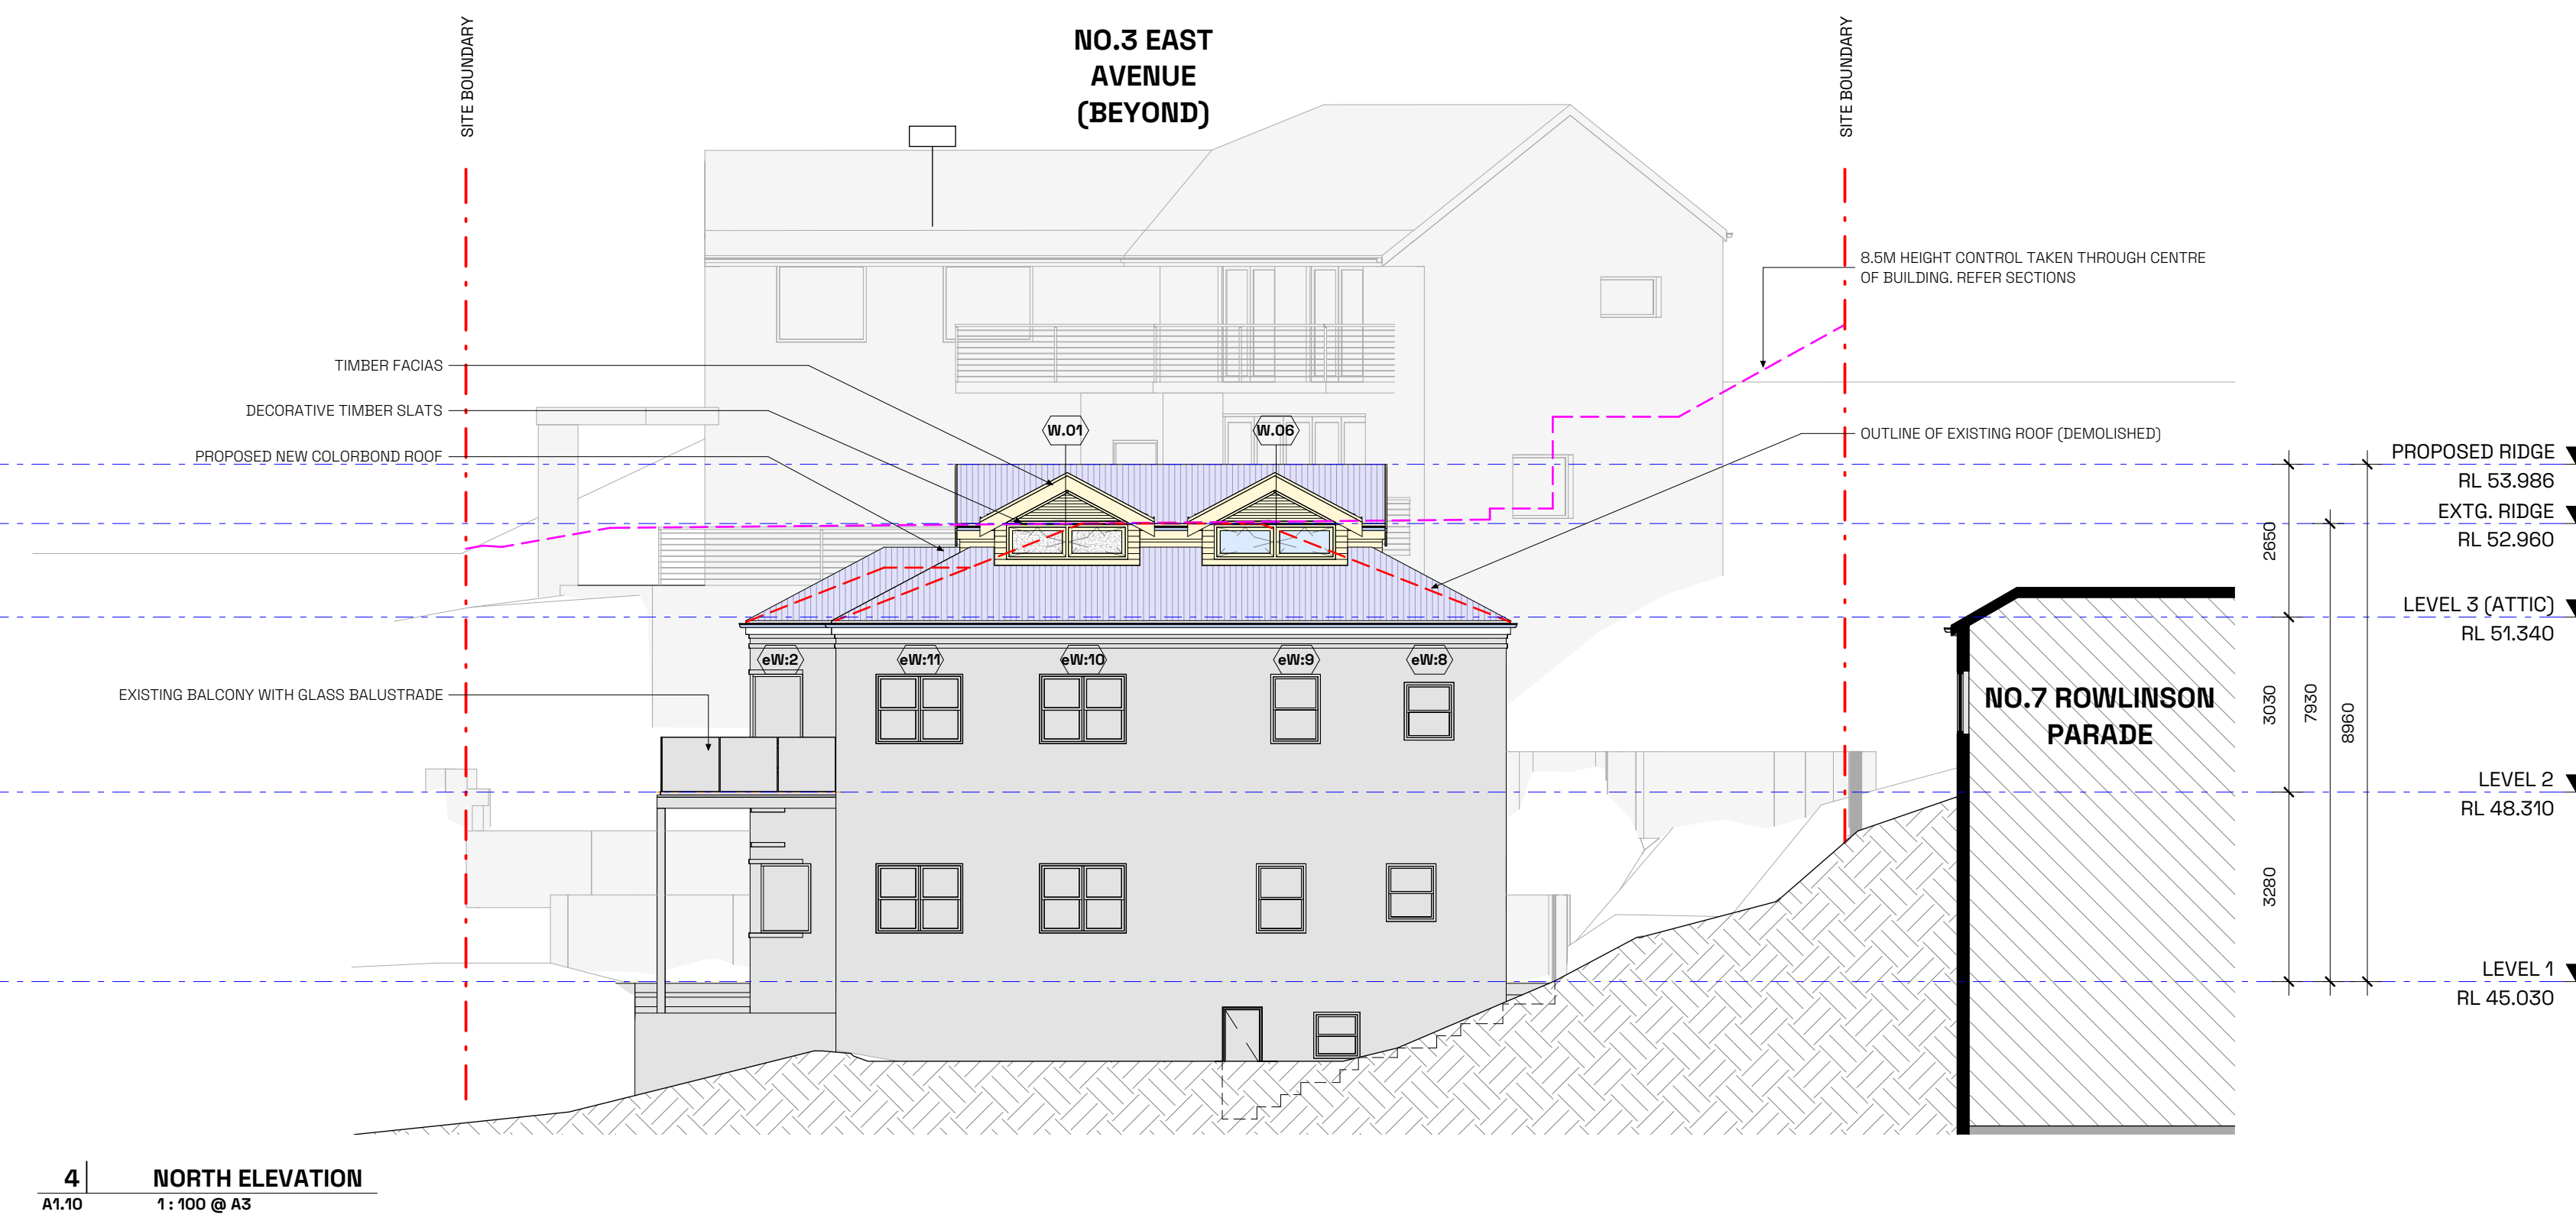 NO.3 EAST
AVENUE
(BEYOND)
SITE BOUNDARY
SITE BOUNDARY
8.5M HEIGHT CONTROL TAKEN THROUGH CENTRE
OF BUILDING. REFER SECTIONS
TIMBER FACIAS
DECORATIVE TIMBER SLATS
PROPOSED NEW COLORBOND ROOF
W.01
W.06
OUTLINE OF EXISTING ROOF (DEMOLISHED)
PROPOSED RIDGE
RL 53.986
EXTG. RIDGE
RL 52.960
LEVEL 3 (ATTIC)
RL 51.340
2650
3030
7930
8960
3280
eW:2
eW:11
eW:10
eW:9
eW:8
EXISTING BALCONY WITH GLASS BALUSTRADE
NO.7 ROWLINSON
PARADE
LEVEL 2
RL 48.310
LEVEL 1
RL 45.030
4
NORTH ELEVATION
A1.10
1 : 100 @ A3